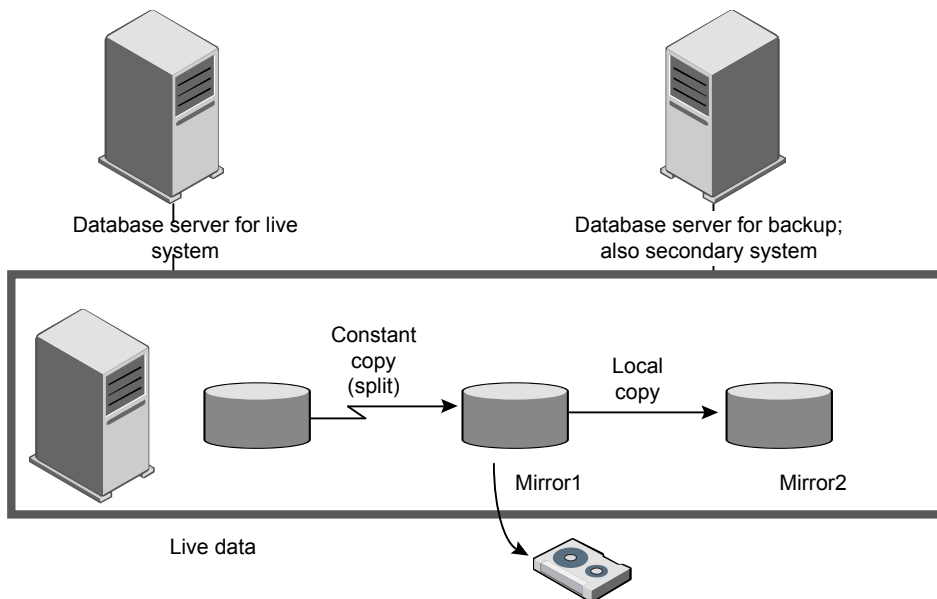 Database server for live
system
Database server for backup;
also secondary system
Constant
copy
(split)
Local
copy
Mirror1
Mirror2
Live data